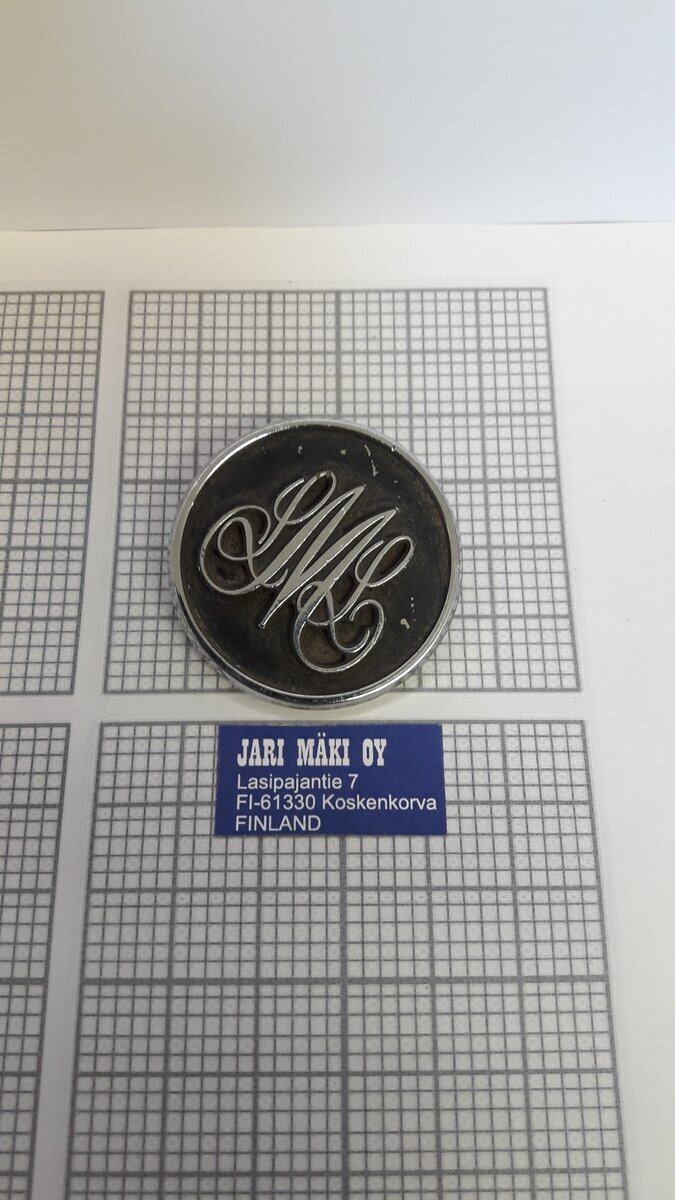 JARI MÄKI OY
Lasipajantie 7
FI-61330 Koskenkorva
FINLAND